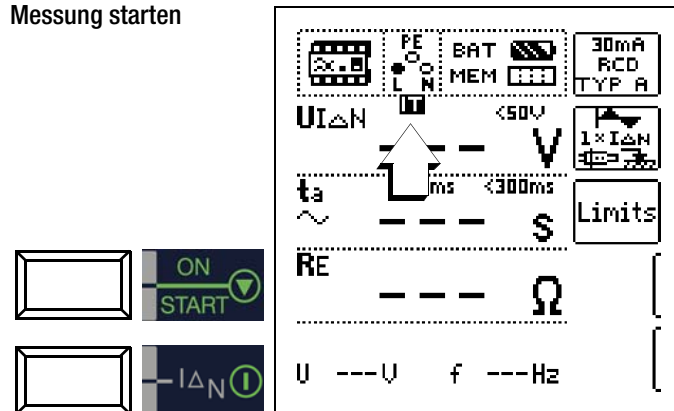 Messung starten
PE
L N
BAT
MEM
30mA
RCD
TYP A
UI△N <50V
T
--- V
1×I△N
ta ms <300ms
~ --- s
Limits
RE
--- Ω
ON
START
I△N
U ---V f ---Hz